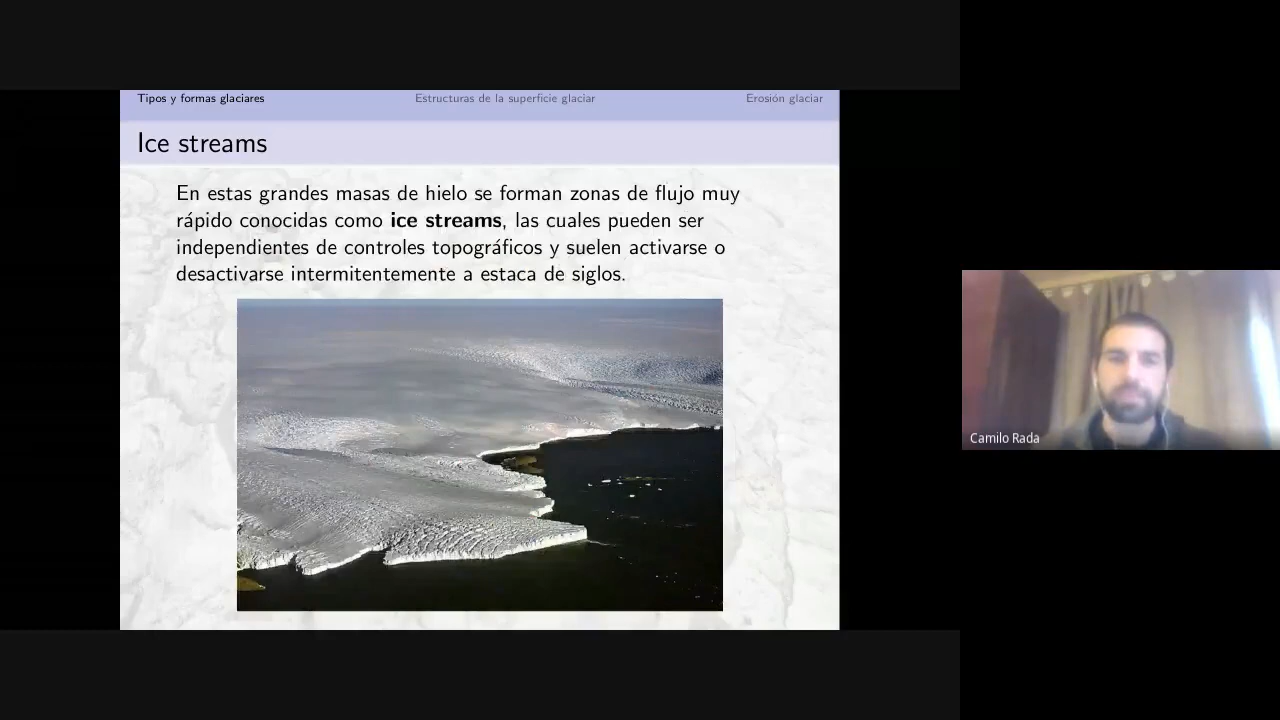 Tipos y formas glaciares
Estructuras de la superficie glaciar
Erosión glaciar
Ice streams
En estas grandes masas de hielo se forman zonas de flujo muy
rápido conocidas como ice streams, las cuales pueden ser
independientes de controles topográficos y suelen activarse o
desactivarse intermitentemente a estaca de siglos.
Camilo Rada